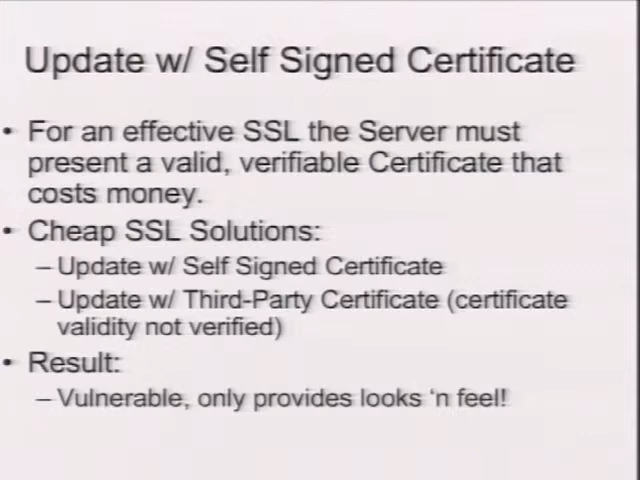 Update w/ Self Signed Certificate
• For an effective SSL the Server must
present a valid, verifiable Certificate that
costs money.
• Cheap SSL Solutions:
– Update w/ Self Signed Certificate
– Update w/ Third-Party Certificate (certificate
validity not verified)
• Result:
– Vulnerable, only provides looks ‘n feel!